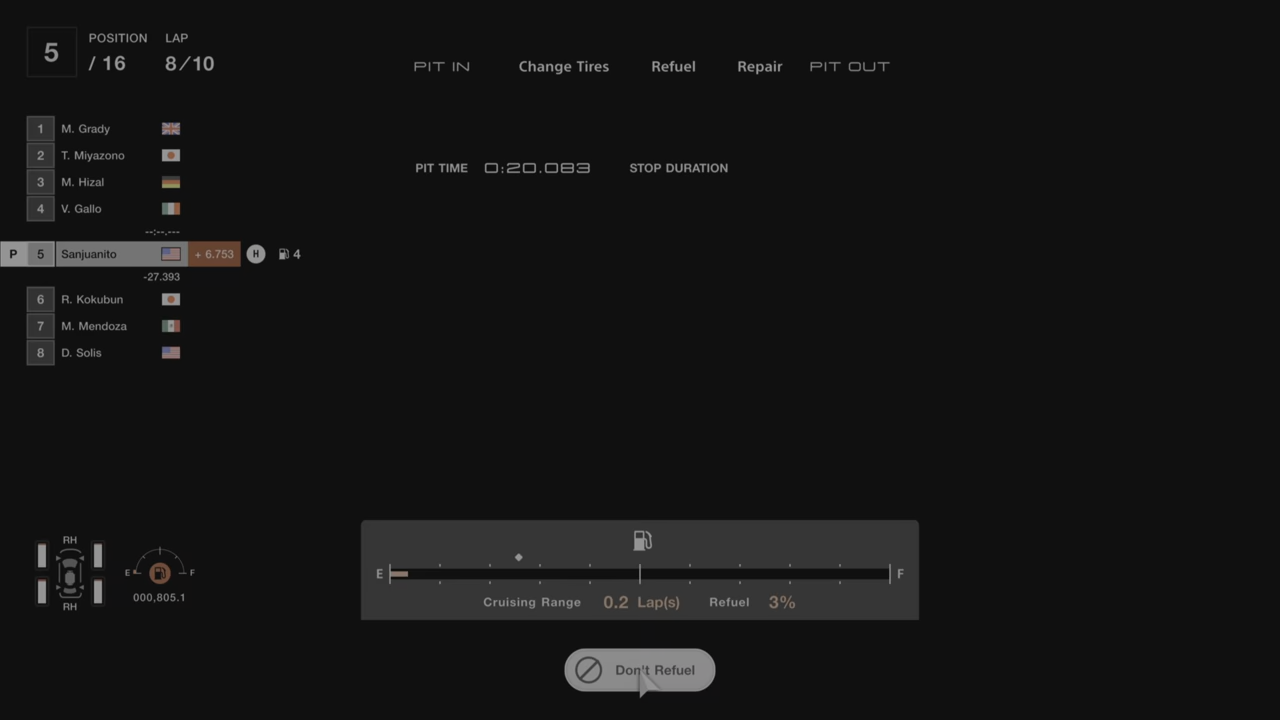 5
POSITION LAP
/ 16 8/10
PIT IN Change Tires Refuel Repair PIT OUT
1 M. Grady
2 T. Miyazono
3 M. Hizal
4 V. Gallo
--:--.---
P 5 Sanjuanito + 6.753 H 4
-27.393
6 R. Kokubun
7 M. Mendoza
8 D. Solis
PIT TIME 0:20.083 STOP DURATION
RH
RH
E F
000,805.1
E F
Cruising Range 0.2 Lap(s) Refuel 3%
Don't Refuel